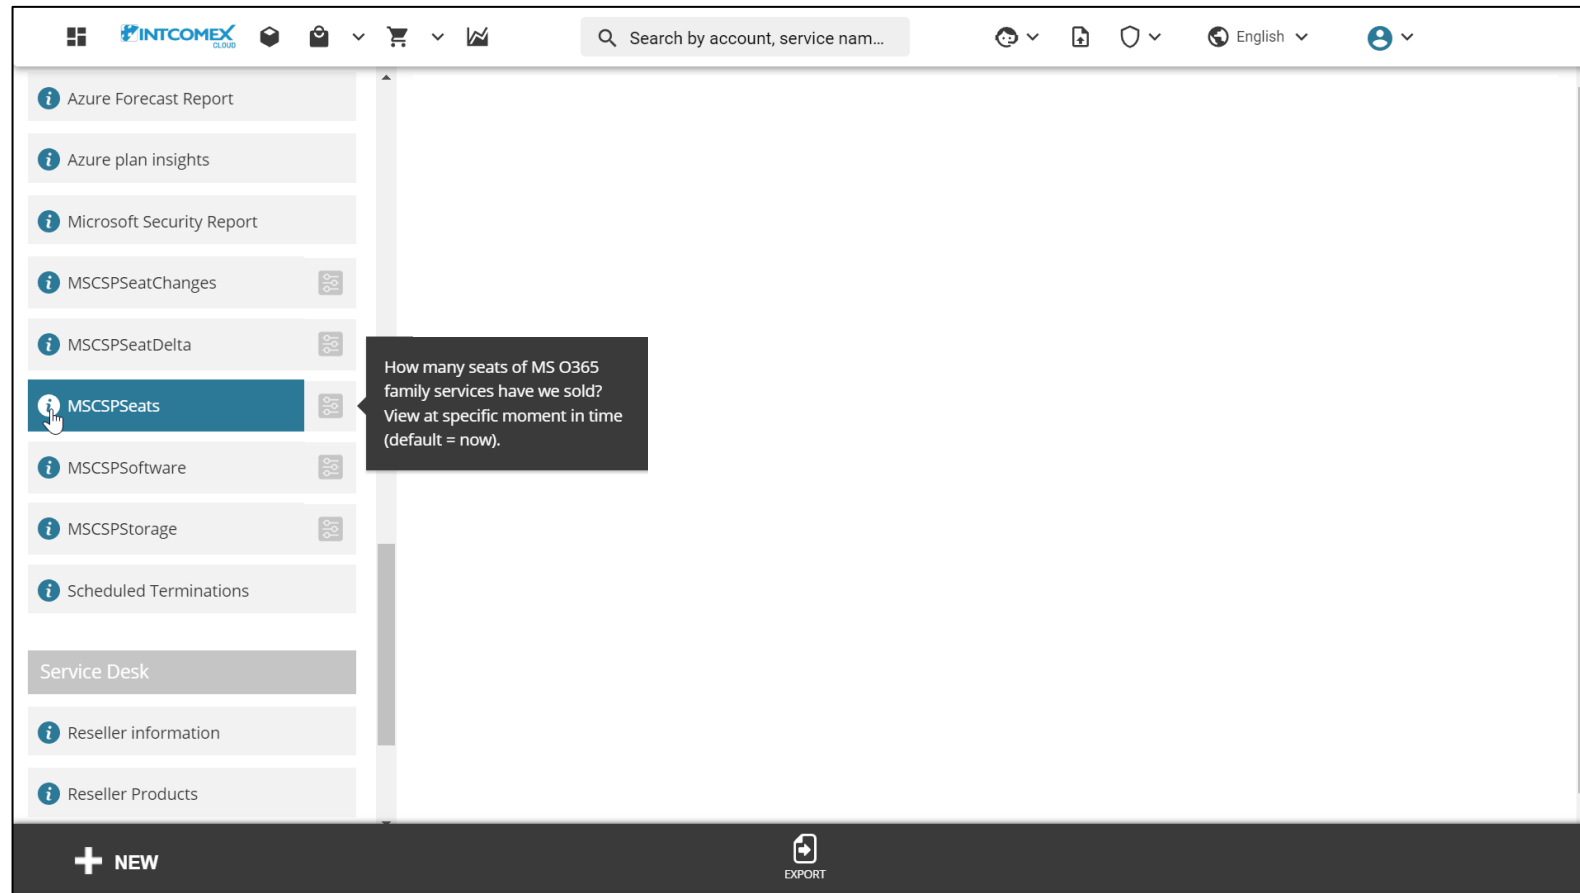 INTCOMEX
CLOUD
Search by account, service nam...
English
Azure Forecast Report
Azure plan insights
Microsoft Security Report
MSCSPSeatChanges
MSCSPSeatDelta
MSCSPSeats
How many seats of MS O365
family services have we sold?
View at specific moment in time
(default = now).
MSCSPSoftware
MSCSPStorage
Scheduled Terminations
Service Desk
Reseller information
Reseller Products
NEW
EXPORT